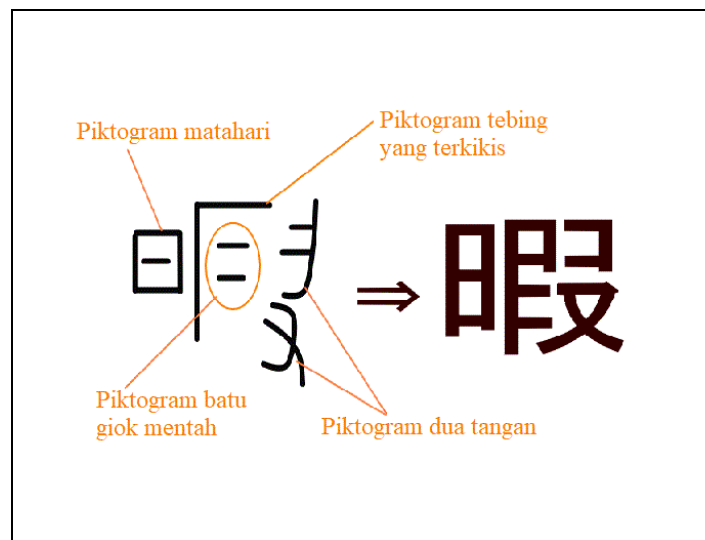 Piktogram matahari
Piktogram tebing
yang terkikis
⇒ 暇
Piktogram batu
giok mentah
Piktogram dua tangan